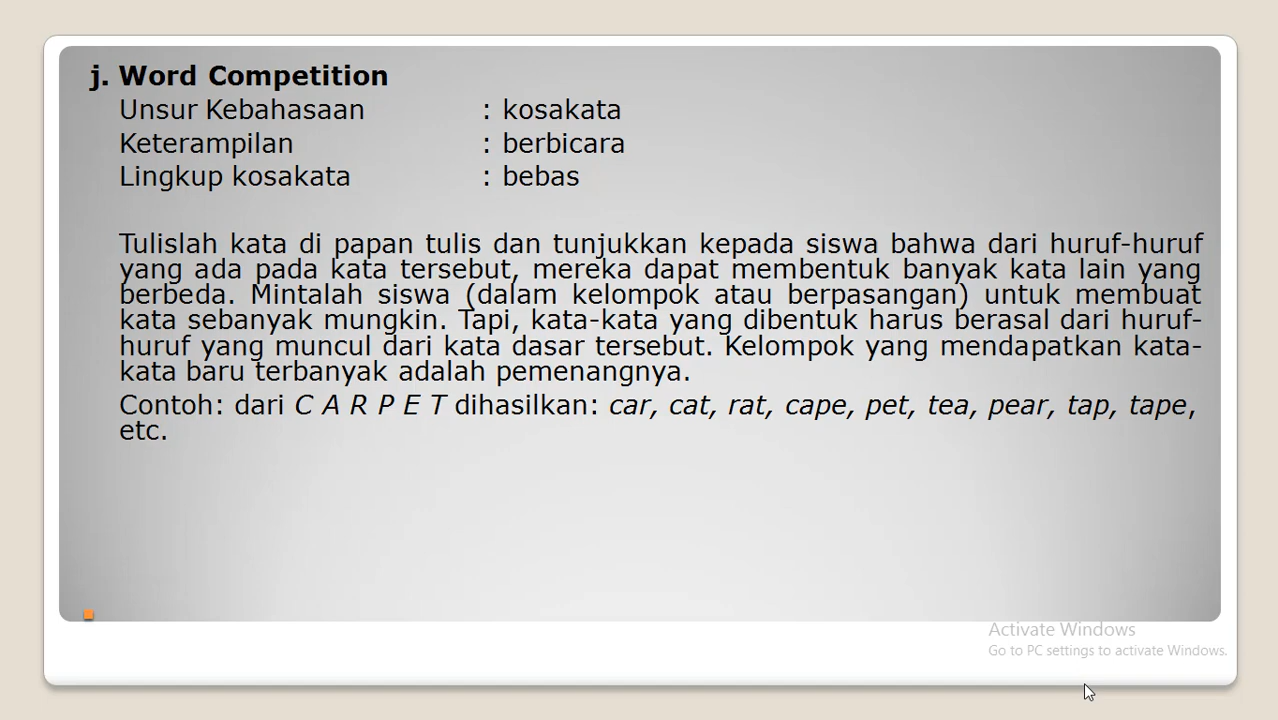 j. Word Competition
Unsur Kebahasaan : kosakata
Keterampilan : berbicara
Lingkup kosakata : bebas
Tulislah kata di papan tulis dan tunjukkan kepada siswa bahwa dari huruf-huruf
yang ada pada kata tersebut, mereka dapat membentuk banyak kata lain yang
berbeda. Mintalah siswa (dalam kelompok atau berpasangan) untuk membuat
kata sebanyak mungkin. Tapi, kata-kata yang dibentuk harus berasal dari huruf-
huruf yang muncul dari kata dasar tersebut. Kelompok yang mendapatkan kata-
kata baru terbanyak adalah pemenangnya.
Contoh: dari C A R P E T dihasilkan: car, cat, rat, cape, pet, tea, pear, tap, tape,
etc.
Activate Windows
Go to PC settings to activate Windows.